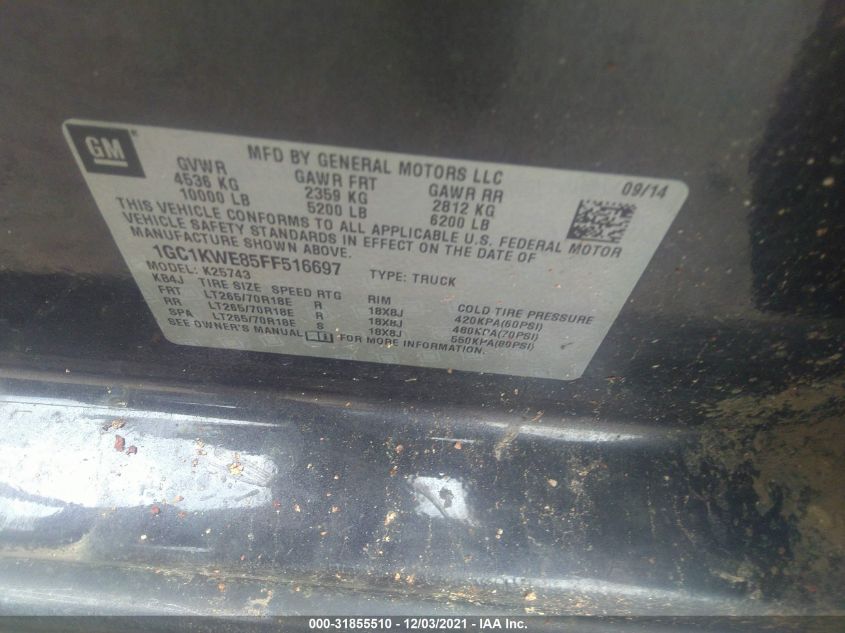 GM
MFD BY GENERAL MOTORS LLC
09/14
GVWR GAWR FRT GAWR RR
4536 KG 2359 KG 2812 KG
10000 LB 5200 LB 6200 LB
THIS VEHICLE CONFORMS TO ALL APPLICABLE U.S. FEDERAL MOTOR
VEHICLE SAFETY STANDARDS IN EFFECT ON THE DATE OF
MANUFACTURE SHOWN ABOVE.
1GC1KWE85FF516697 TYPE: TRUCK
MODEL: K25743
KB4J TIRE SIZE SPEED RTG RIM COLD TIRE PRESSURE
FRT LT265/70R18E R 18X8J 420KPA(60PSI)
RR LT265/70R18E R 18X8J 480KPA(70PSI)
SPA LT265/70R18E S 18X8J 550KPA(80PSI)
SEE OWNER'S MANUAL FOR MORE INFORMATION.
000-31855510 - 12/03/2021 - IAA Inc.